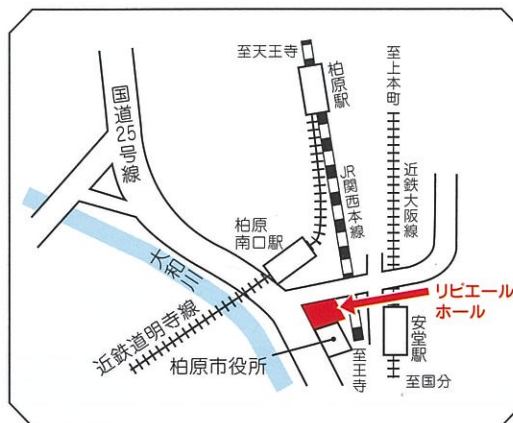 至天王寺
柏原駅
至上本町
国道25号線
JR関西本線
近鉄大阪線
柏原
南口駅
大和川
リビエール
ホール
近鉄道明寺線
安堂駅
柏原市役所
至王寺
至国分